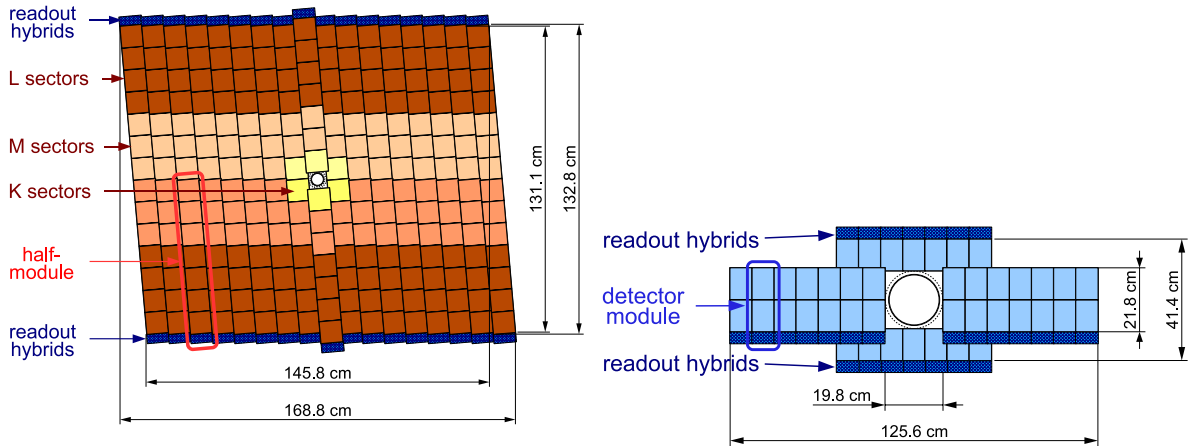 readout
hybrids
L sectors
M sectors
K sectors
half-
module
readout
hybrids
131.1 cm
132.8 cm
145.8 cm
168.8 cm
readout hybrids
detector
module
readout hybrids
21.8 cm
41.4 cm
19.8 cm
125.6 cm